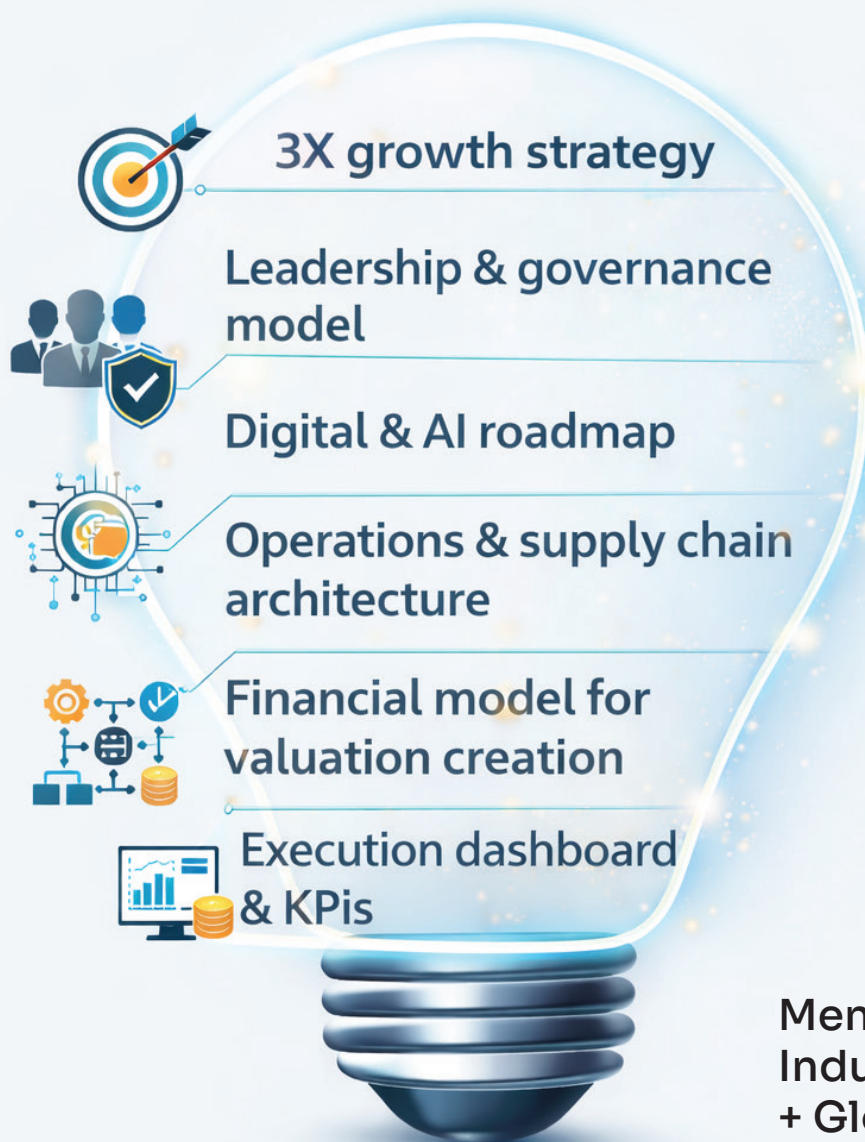 3X growth strategy
Leadership & governance
model
Digital & AI roadmap
Operations & supply chain
architecture
Financial model for
valuation creation
Execution dashboard
& KPis
+